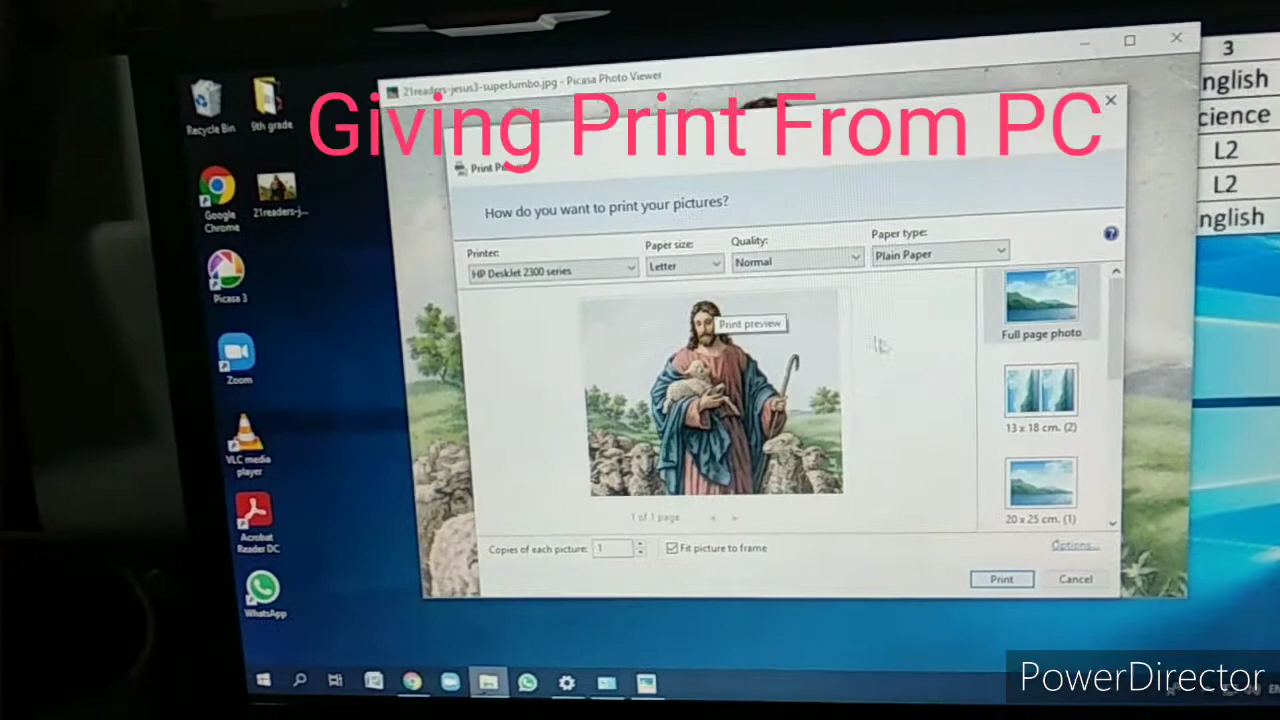 Giving Print From PC
21readers-jesus3-superJumbo.jpg - Picasa Photo Viewer
Print
How do you want to print your pictures?
Printer:
Paper size:
Quality:
Paper type:
HP DeskJet 2300 series
Letter
Normal
Plain Paper
Print preview
Full page photo
13 x 18 cm. (2)
20 x 25 cm. (1)
1 of 1 page
Copies of each picture:
1
Fit picture to frame
Options...
Print
Cancel
Recycle Bin
9th grade
Google
Chrome
21readers-j...
Picasa 3
Zoom
VLC media
player
Acrobat
Reader DC
WhatsApp
3
nglish
cience
L2
L2
nglish
PowerDirector